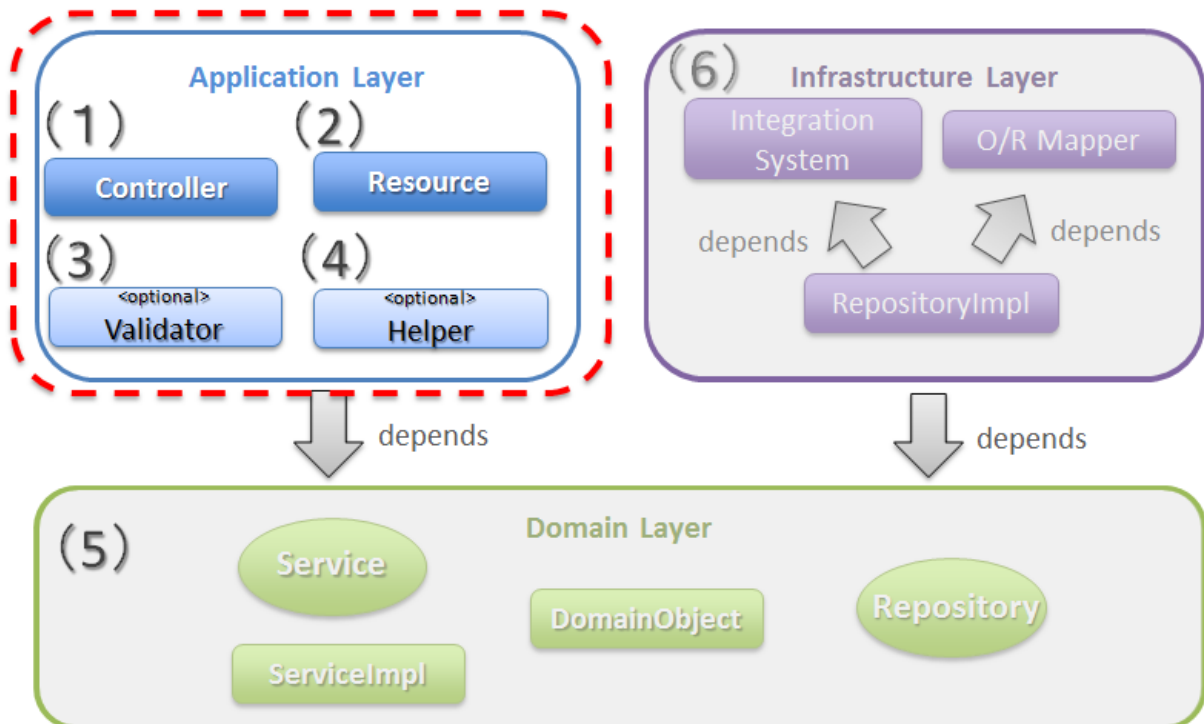 Application Layer
（1）
（2）
Controller
Resource
（3）
（4）
<optional>
Validator
<optional>
Helper
（6）
Infrastructure Layer
Integration
System
O/R Mapper
depends
depends
RepositoryImpl
depends
depends
（5）
Domain Layer
Service
DomainObject
Repository
ServiceImpl